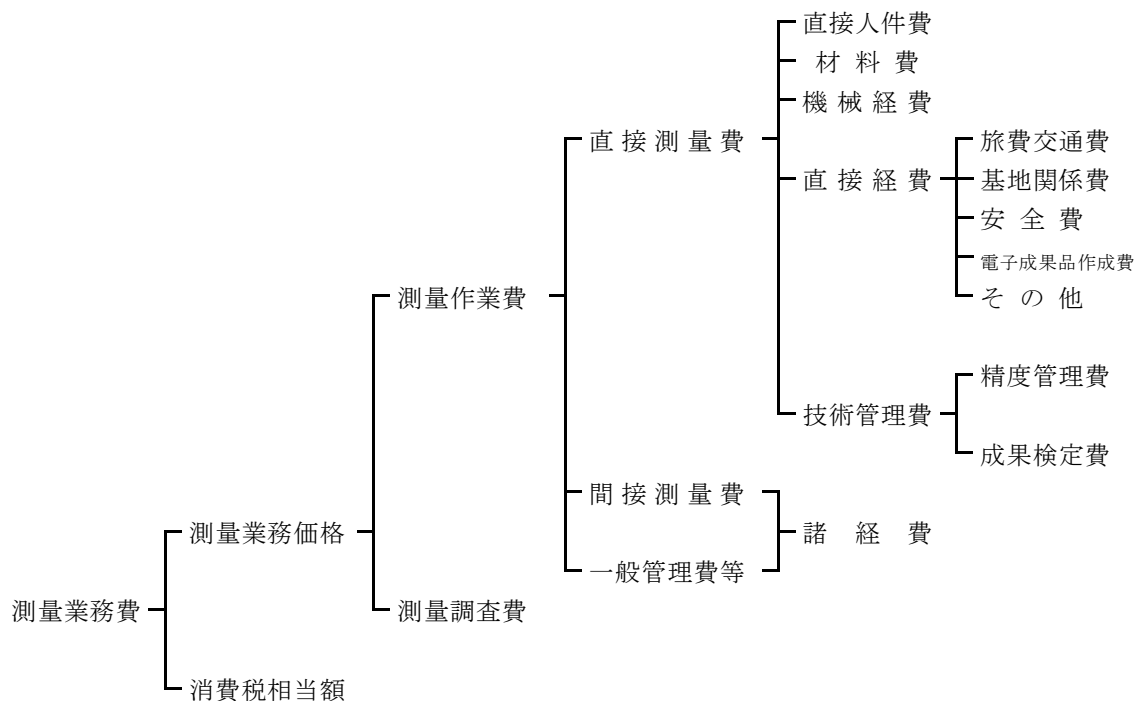 直接人件費
材料費
機械経費
直接測量費
旅費交通費
直接経費
基地関係費
安全費
電子成果品作成費
測量作業費
その他
精度管理費
技術管理費
成果検定費
間接測量費
測量業務価格
諸経費
一般管理費等
測量業務費
測量調査費
消費税相当額